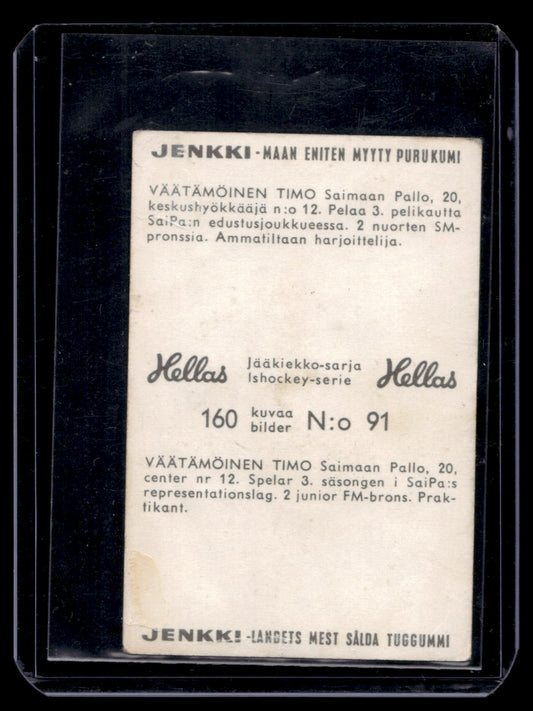 JENKKI - MAAN ENITEN MYYTY PURUKUMI
VÄÄTÄMÖINEN TIMO Saimaan Pallo, 20,
keskushyökkääjä n:o 12. Pelaa 3. pelikautta
SaiPa:n edustusjoukkueessa. 2 nuorten SM-
pronssia. Ammatiltaan harjoittelija.
Hellas Jääkiekko-sarja Hellas
Ishockey-serie
160 kuvaa N:o 91
bilder
VÄÄTÄMÖINEN TIMO Saimaan Pallo, 20,
center nr 12. Spelar 3. säsongen i SaiPa:s
representationslag. 2 junior FM-brons. Prak-
tikant.
JENKKI - LANDETS MEST SÅLDA TUGGUMMI